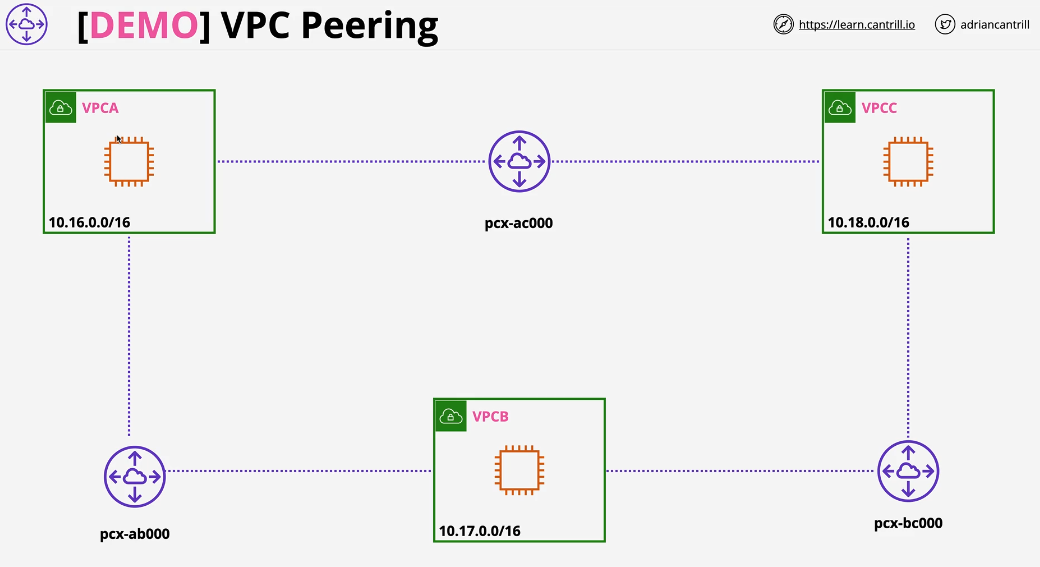 [DEMO] VPC Peering
https://learn.cantrill.io
adriancantrill
VPCA
10.16.0.0/16
pcx-ac000
VPCC
10.18.0.0/16
pcx-ab000
VPCB
10.17.0.0/16
pcx-bc000